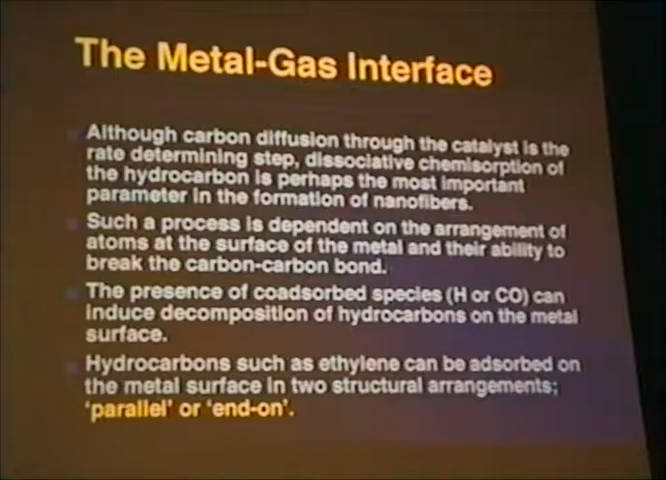 The Metal-Gas Interface
Although carbon diffusion through the catalyst is the
rate determining step, dissociative chemisorption of
the hydrocarbon is perhaps the most important
parameter in the formation of nanofibers.
Such a process is dependent on the arrangement of
atoms at the surface of the metal and their ability to
break the carbon-carbon bond.
The presence of coadsorbed species (H or CO) can
induce decomposition of hydrocarbons on the metal
surface.
Hydrocarbons such as ethylene can be adsorbed on
the metal surface in two structural arrangements;
'parallel' or 'end-on'.